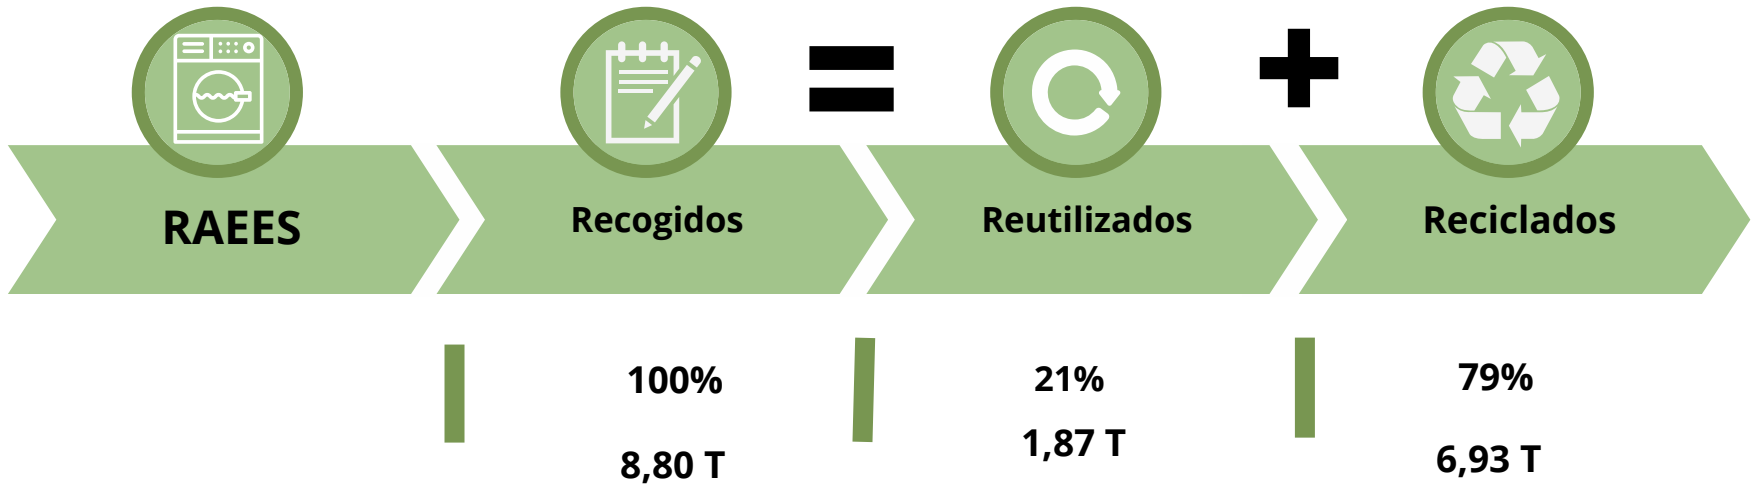 RAEES
Recogidos
Reutilizados
Reciclados
100%
21%
79%
8,80 T
1,87 T
6,93 T